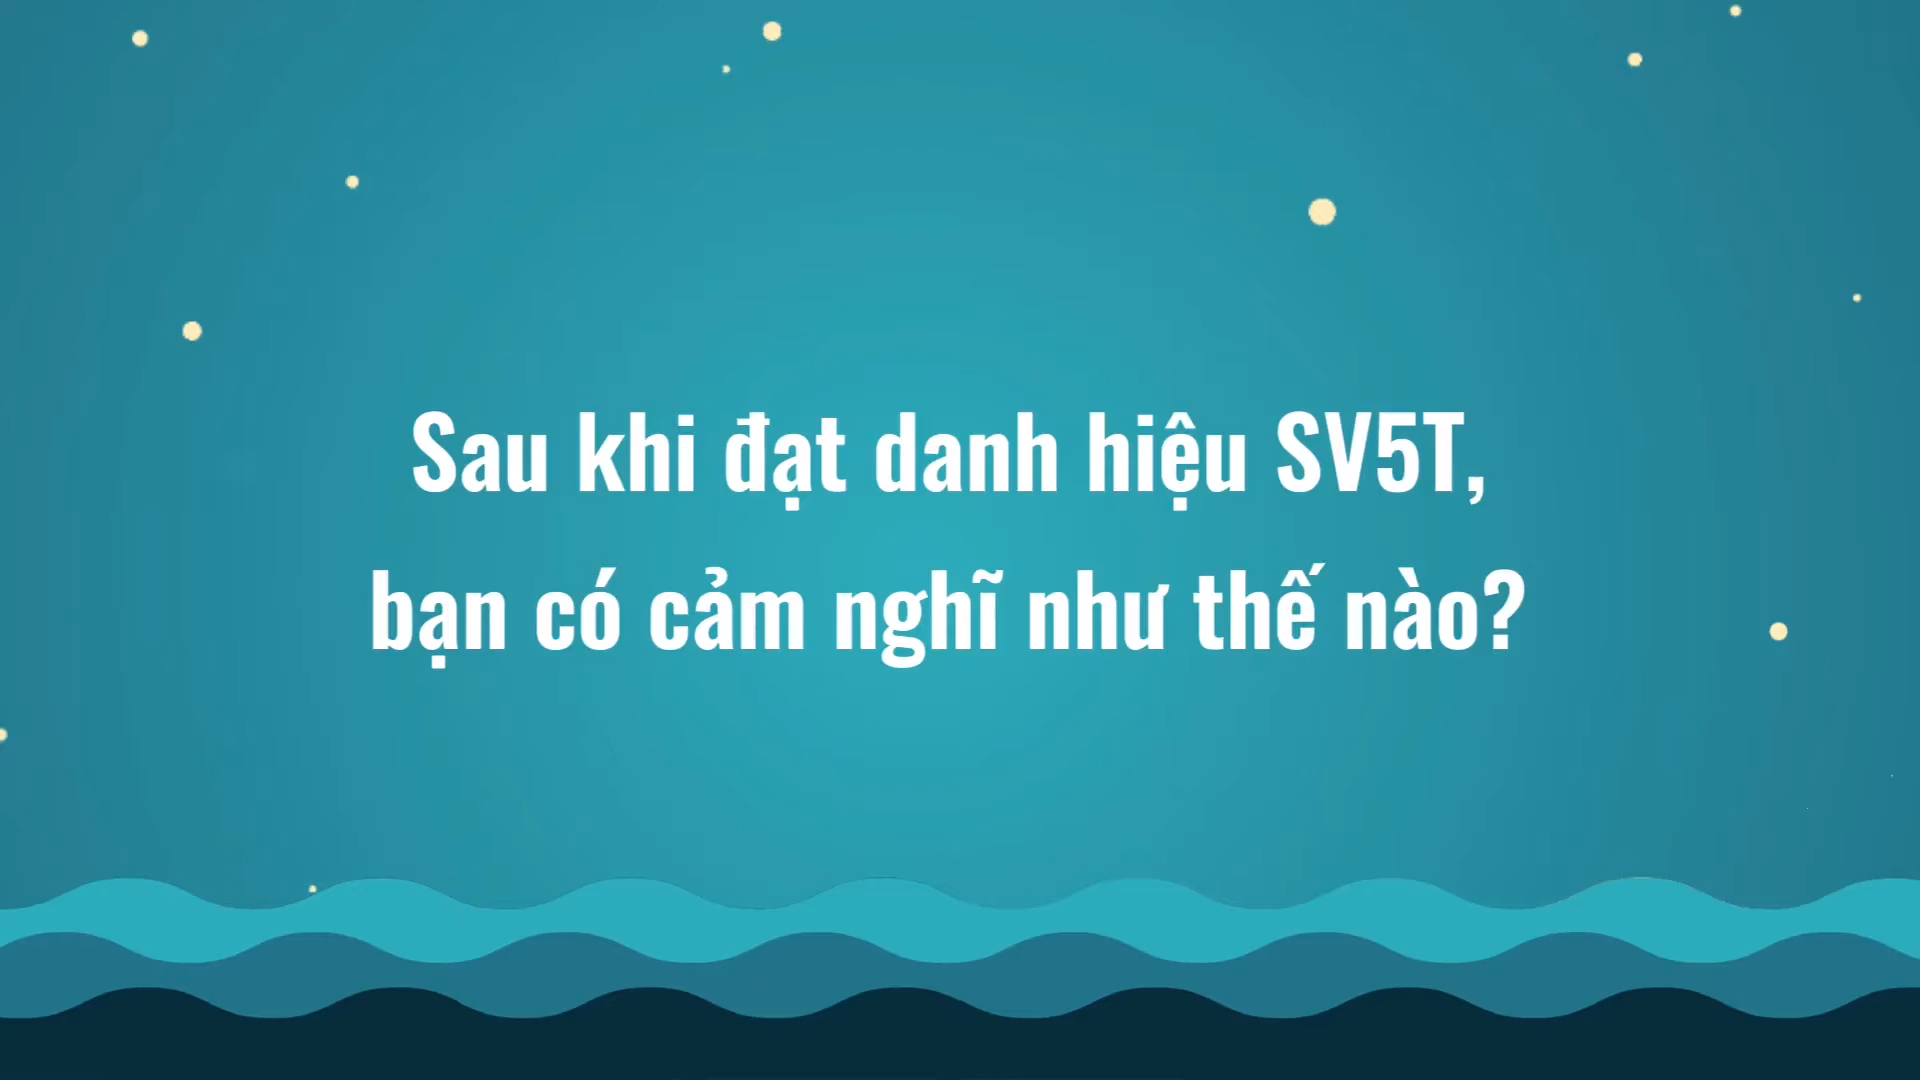 Sau khi đạt danh hiệu SV5T,
bạn có cảm nghĩ như thế nào?